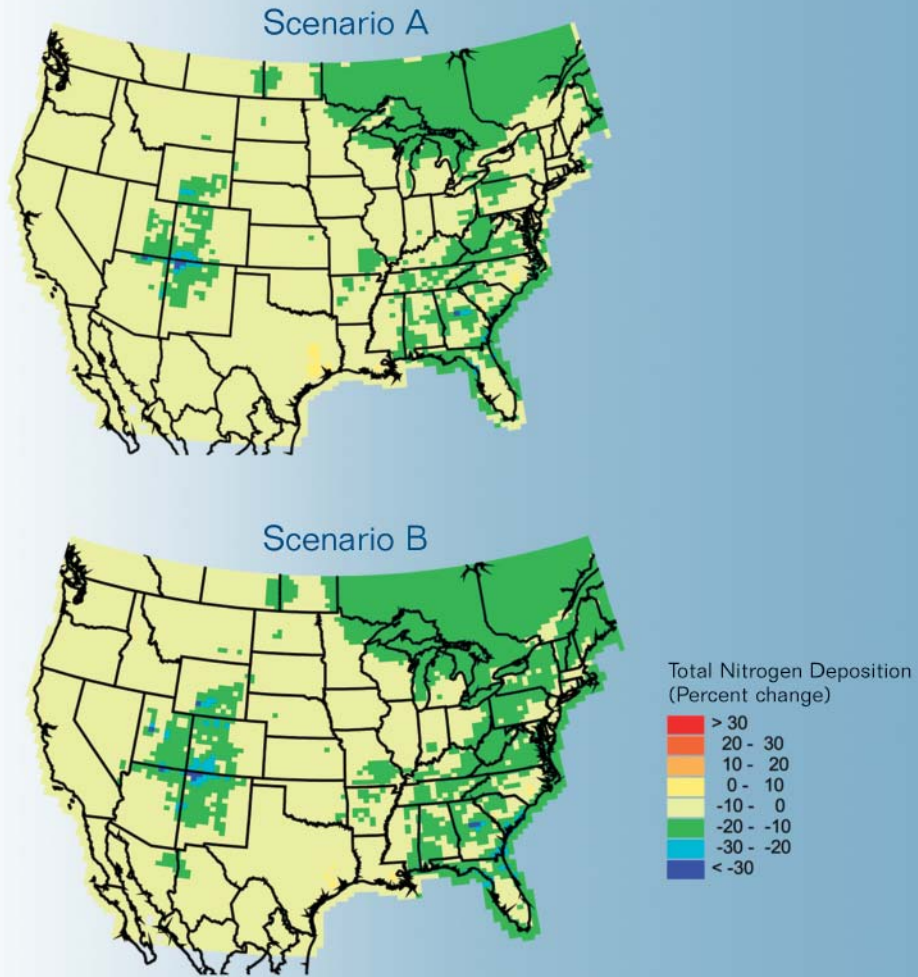 Scenario A
Scenario B
Total Nitrogen Deposition
(Percent change)
> 30
20 - 30
10 - 20
0 - 10
-10 - 0
-20 - -10
-30 - -20
< -30